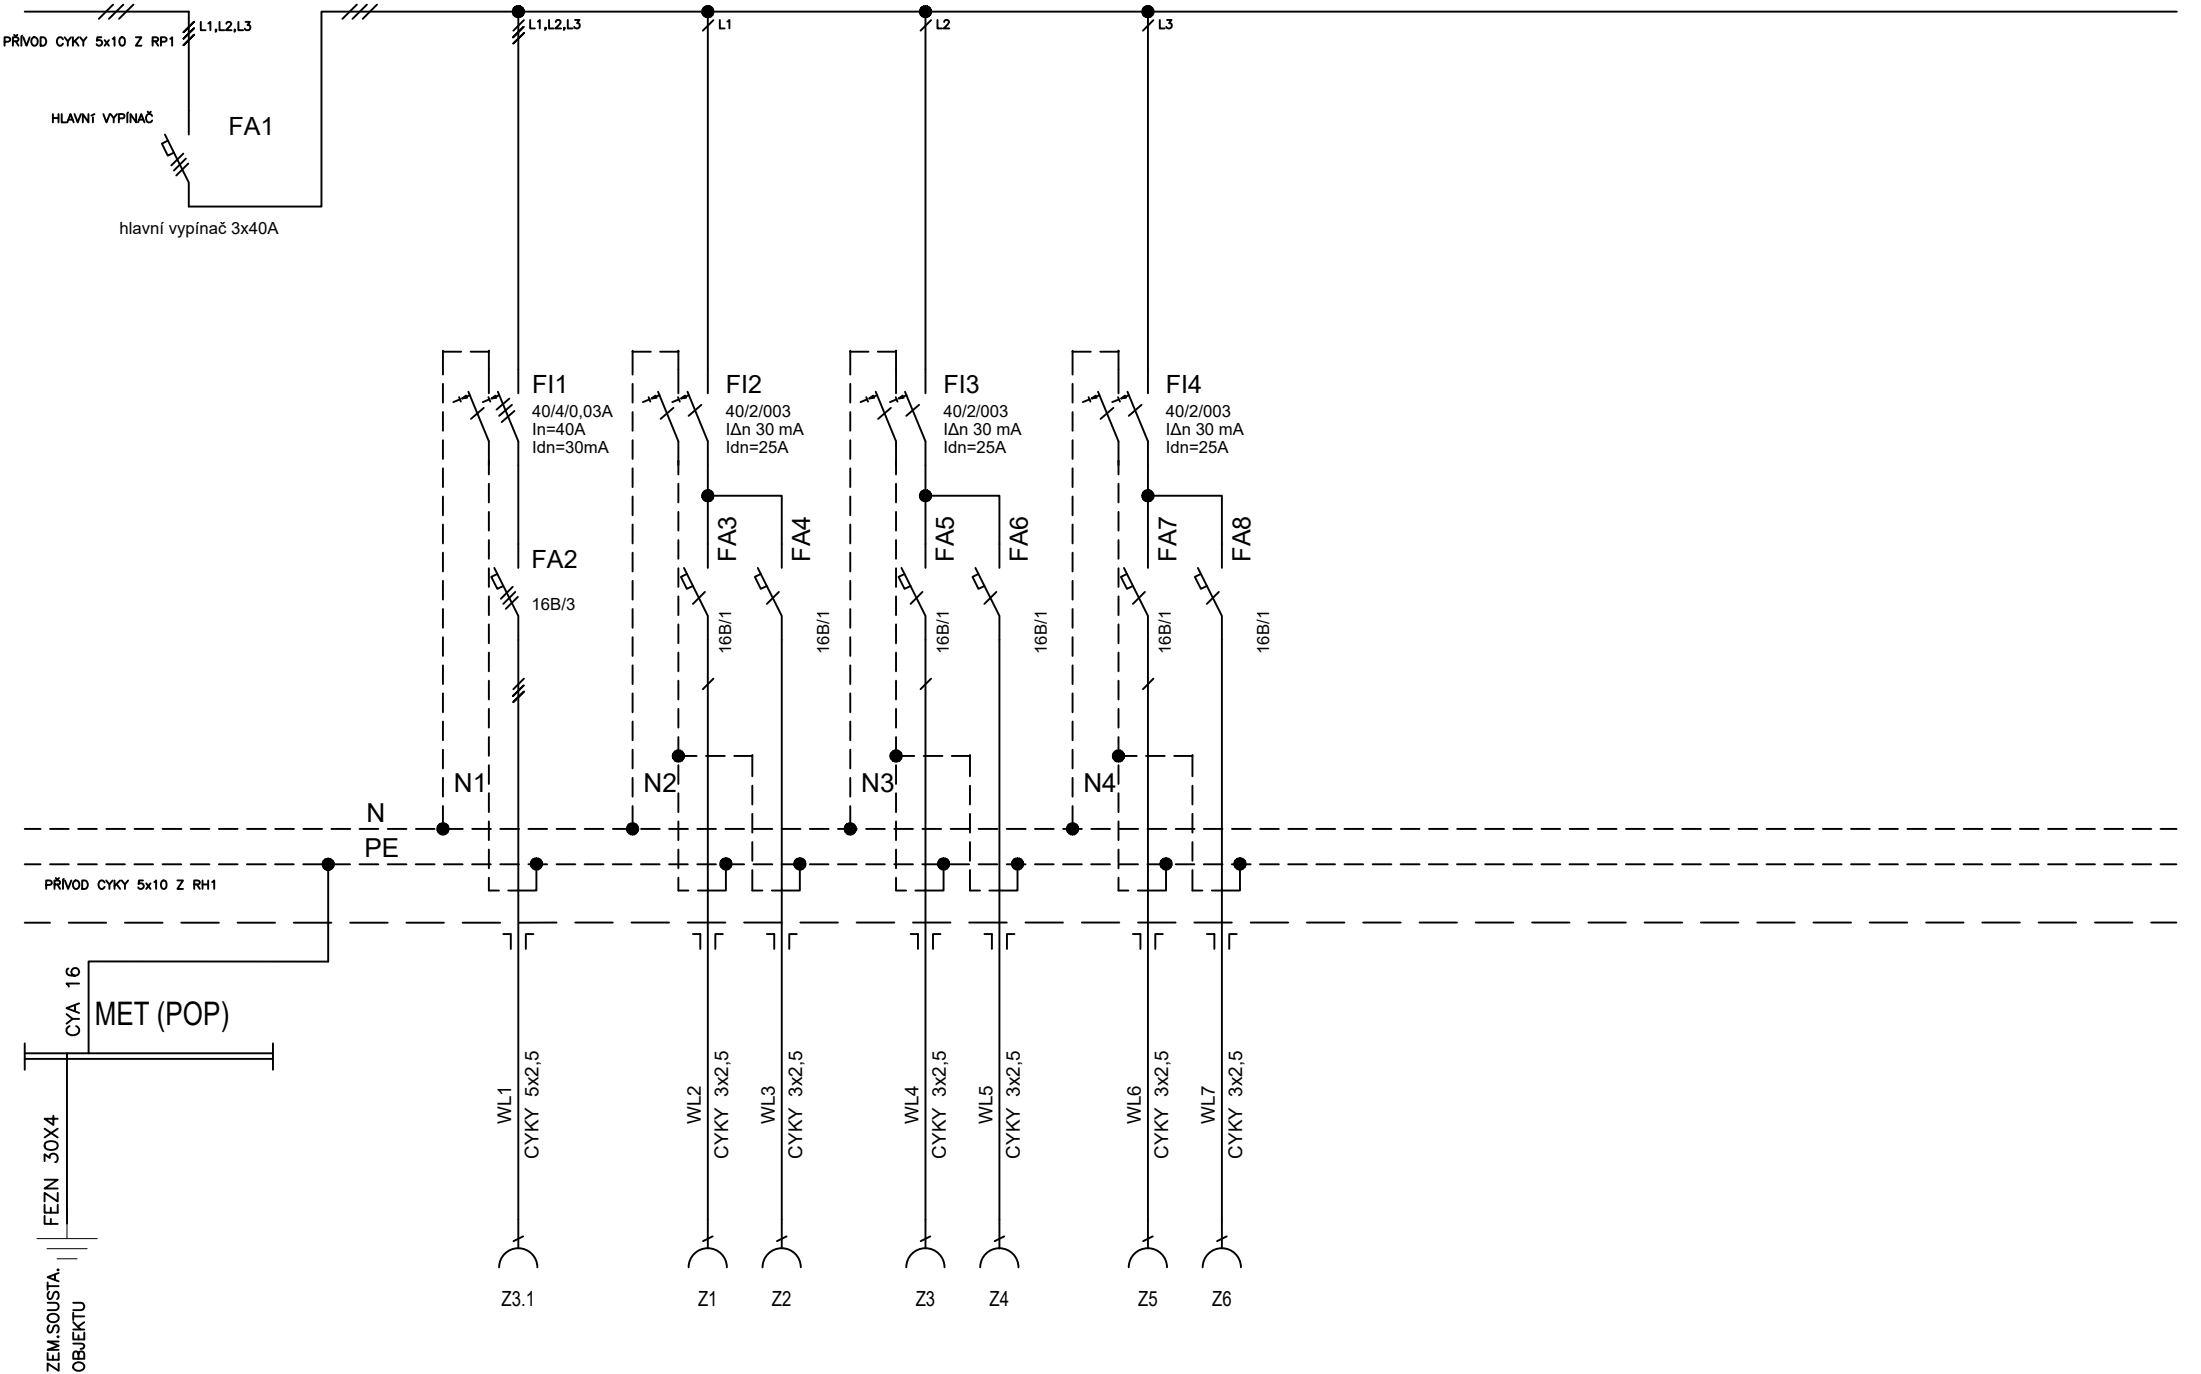 L1,L2,L3
PŘÍVOD CYKY 5x10 Z RP1
HLAVNÍ VYPÍNAČ
FA1
hlavní vypínač 3x40A
L1,L2,L3
L1
L2
L3
FI1
40/4/0,03A
In=40A
Idn=30mA
FI2
40/2/003
IΔn 30 mA
Idn=25A
FI3
40/2/003
IΔn 30 mA
Idn=25A
FI4
40/2/003
IΔn 30 mA
Idn=25A
FA2
16B/3
FA3
16B/1
FA4
16B/1
FA5
16B/1
FA6
16B/1
FA7
16B/1
FA8
16B/1
N1
N2
N3
N4
N
PE
PŘÍVOD CYKY 5x10 Z RH1
CYA 16
MET (POP)
FEZN 30X4
ZEM.SOUSTA.
OBJEKTU
WL1
CYKY 5x2,5
WL2
CYKY 3x2,5
WL3
CYKY 3x2,5
WL4
CYKY 3x2,5
WL5
CYKY 3x2,5
WL6
CYKY 3x2,5
WL7
CYKY 3x2,5
Z3.1
Z1
Z2
Z3
Z4
Z5
Z6